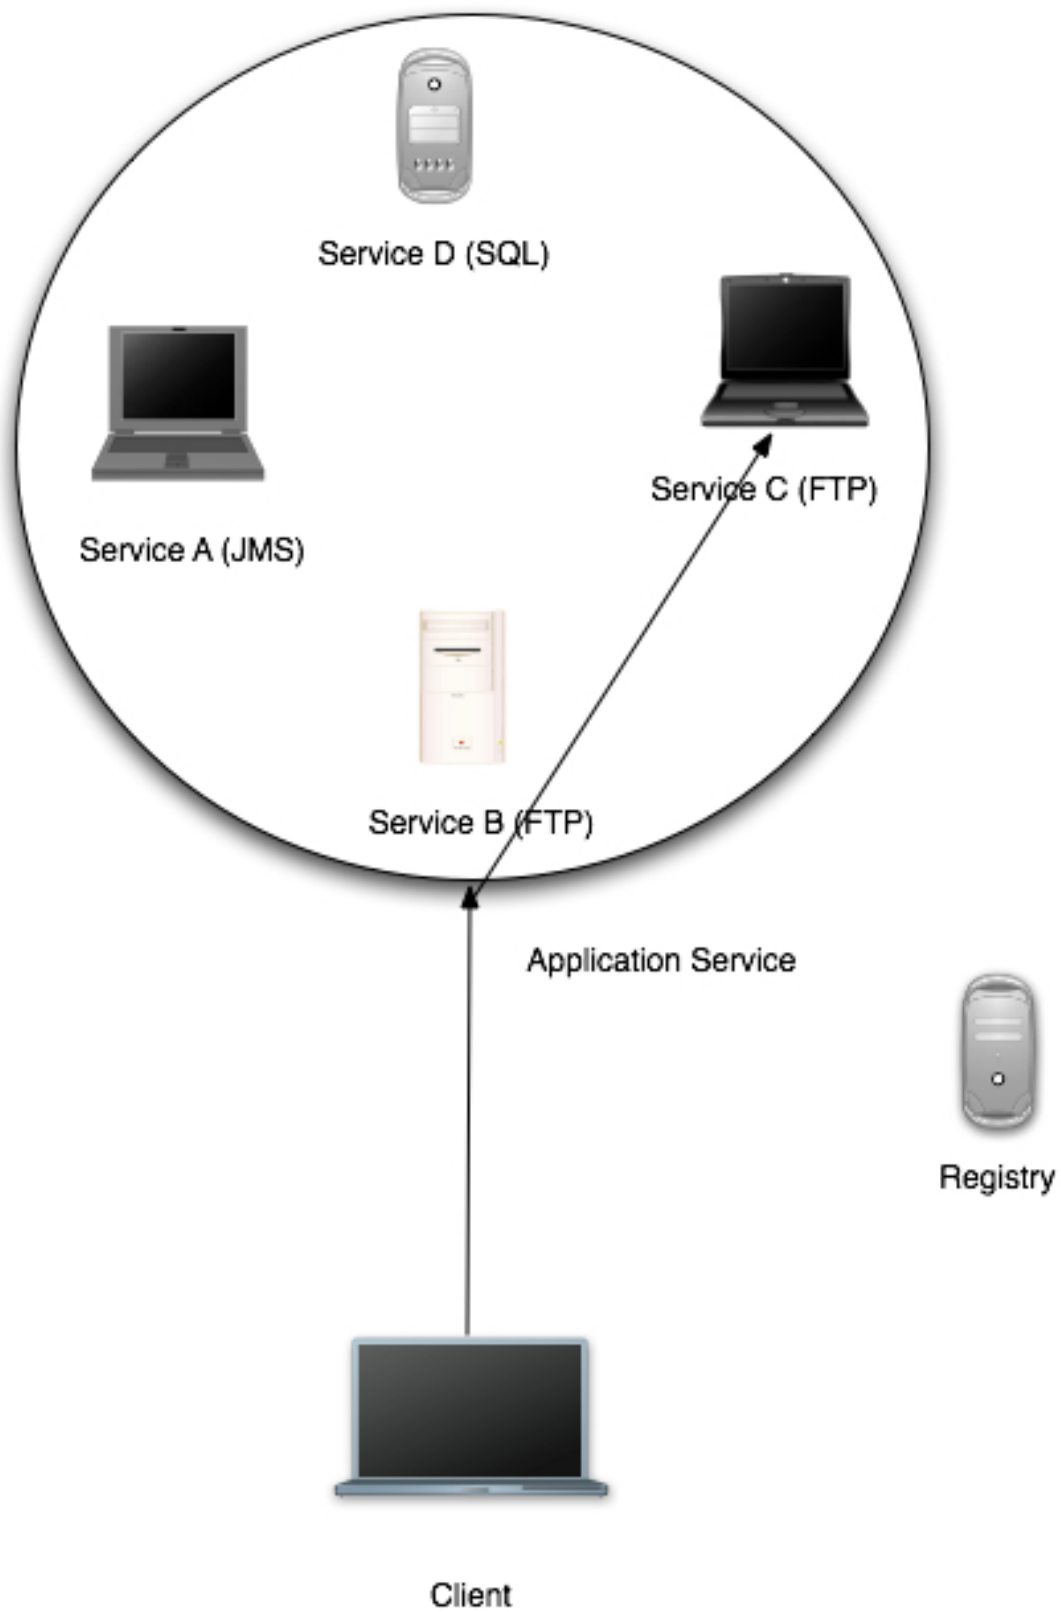 Service D (SQL)
Service C (FTP)
Service A (JMS)
Service B (FTP)
Application Service
Registry
Client